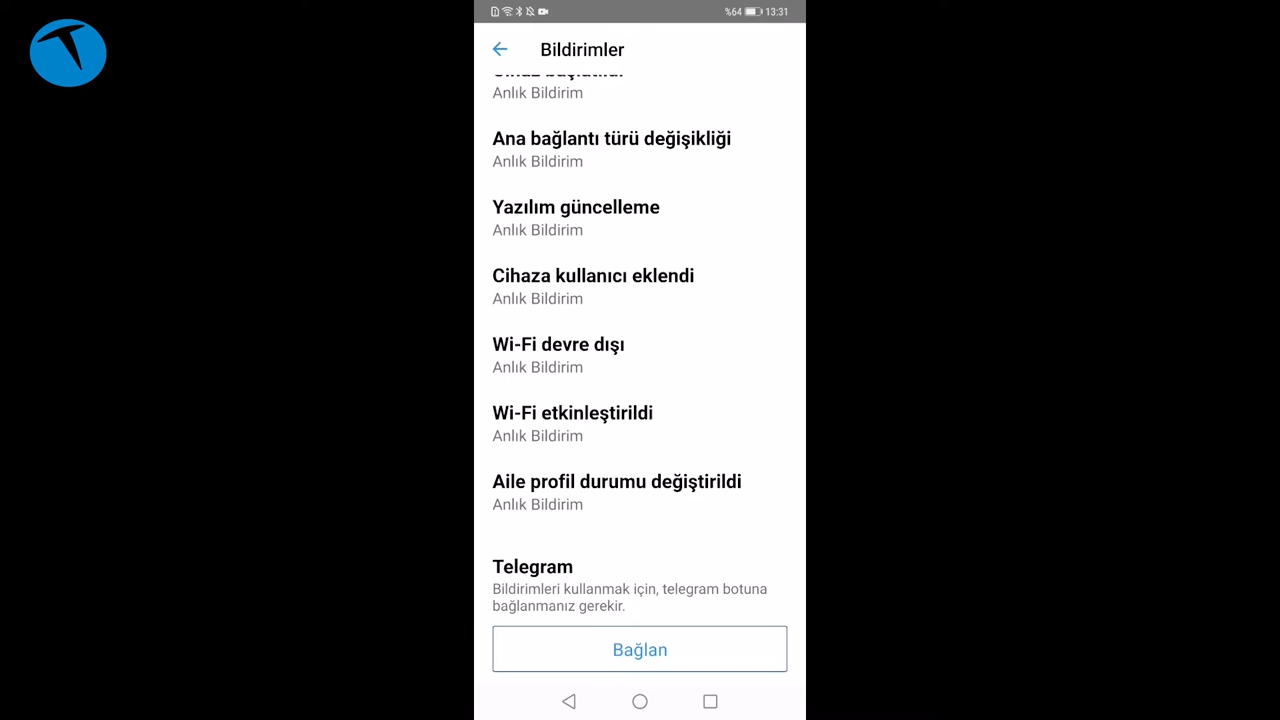 %64 13:31
Bildirimler
Anlık Bildirim
Ana bağlantı türü değişikliği
Anlık Bildirim
Yazılım güncelleme
Anlık Bildirim
Cihaza kullanıcı eklendi
Anlık Bildirim
Wi-Fi devre dışı
Anlık Bildirim
Wi-Fi etkinleştirildi
Anlık Bildirim
Aile profil durumu değiştirildi
Anlık Bildirim
Telegram
Bildirimleri kullanmak için, telegram botuna
bağlanmanız gerekir.
Bağlan